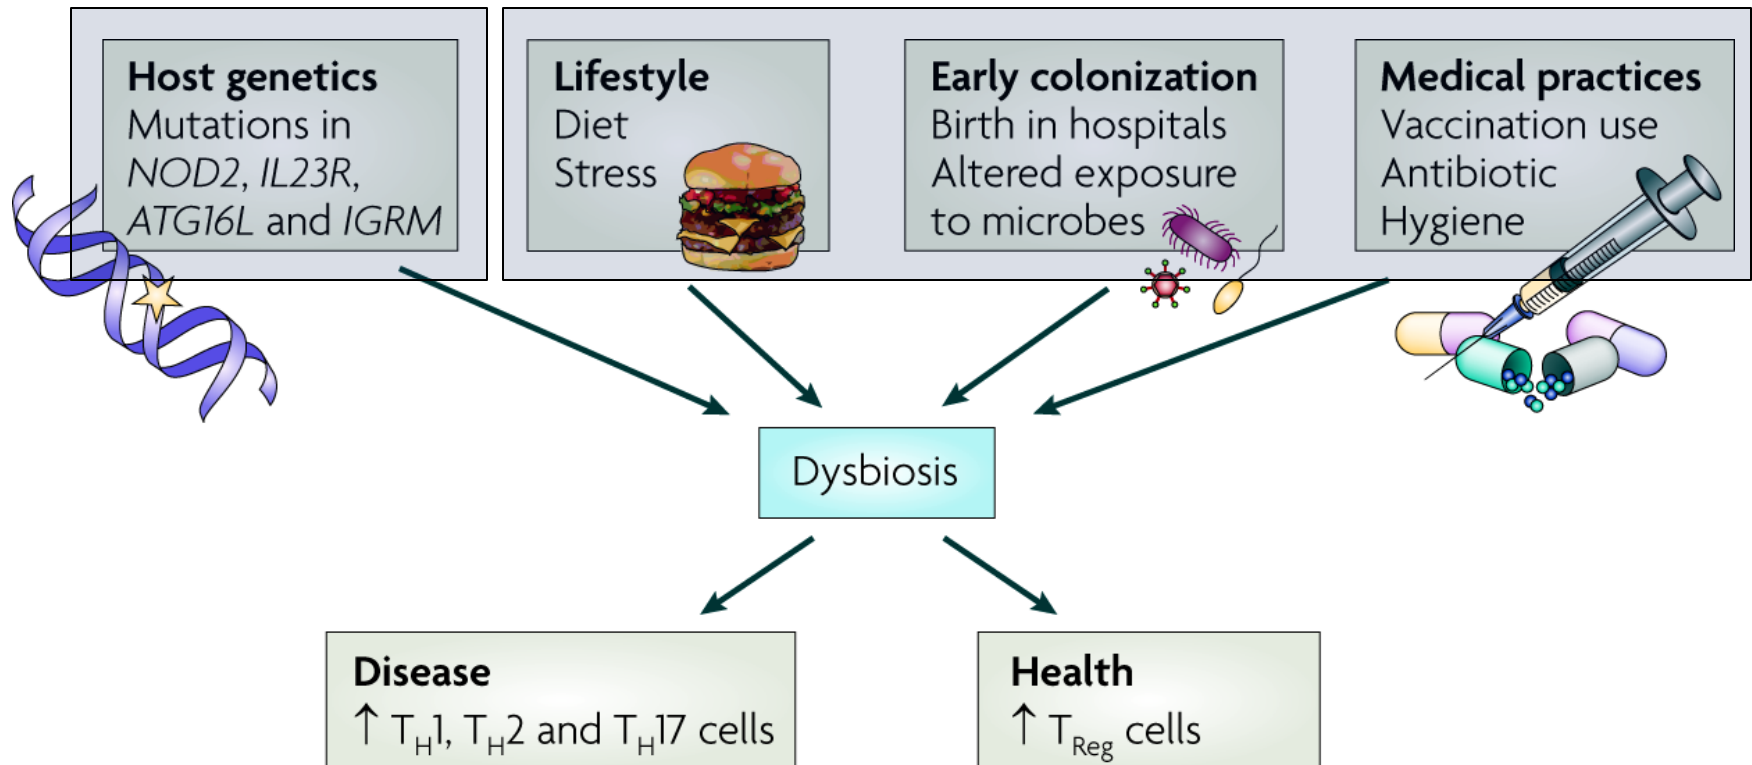 Host genetics
Mutations in
NOD2, IL23R,
ATG16L and IGRM
Lifestyle
Diet
Stress
Early colonization
Birth in hospitals
Altered exposure
to microbes
Medical practices
Vaccination use
Antibiotic
Hygiene
Dysbiosis
Disease
↑ TH1, TH2 and TH17 cells
Health
↑ TReg cells